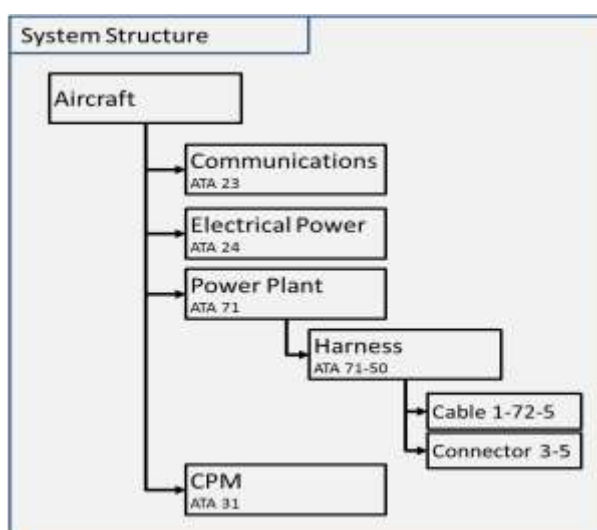 System Structure
Aircraft
Communications
ATA 23
Electrical Power
ATA 24
Power Plant
ATA 71
Harness
ATA 71-50
Cable 1-72-5
Connector 3-5
CPM
ATA 31